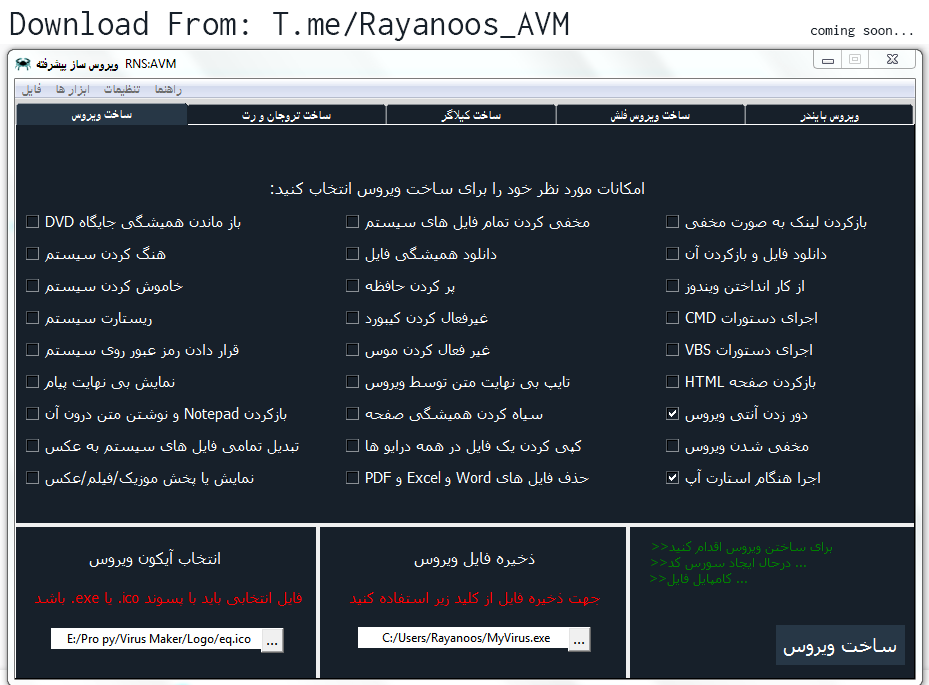 Download From: T.me/Rayanoos_AVM
coming soon...
ویروس ساز پیشرفته RNS:AVM
فایل ابزار ها تنظیمات راهنما
ساخت ویروس
ساخت تروجان و رت
ساخت کیلاگر
ساخت ویروس فلش
ویروس بایندر
امکانات مورد نظر خود را برای ساخت ویروس انتخاب کنید:
باز ماندن همیشگی جایگاه DVD
هنگ کردن سیستم
خاموش کردن سیستم
ریستارت سیستم
قرار دادن رمز عبور روی سیستم
نمایش بی نهایت پیام
بازکردن Notepad و نوشتن متن درون آن
تبدیل تمامی فایل های سیستم به عکس
نمایش یا پخش موزیک/فیلم/عکس
مخفی کردن تمام فایل های سیستم
دانلود همیشگی فایل
پر کردن حافظه
غیرفعال کردن کیبورد
غیر فعال کردن موس
تایپ بی نهایت متن توسط ویروس
سیاه کردن همیشگی صفحه
کپی کردن یک فایل در همه درایو ها
حذف فایل های Word و Excel و PDF
بازکردن لینک به صورت مخفی
دانلود فایل و بازکردن آن
از کار انداختن ویندوز
اجرای دستورات CMD
اجرای دستورات VBS
بازکردن صفحه HTML
دور زدن آنتی ویروس
مخفی شدن ویروس
اجرا هنگام استارت آپ
انتخاب آیکون ویروس
فایل انتخابی باید با پسوند ico. یا exe. باشد
E:/Pro py/Virus Maker/Logo/eq.ico
...
ذخیره فایل ویروس
جهت ذخیره فایل از کلید زیر استفاده کنید
C:/Users/Rayanoos/MyVirus.exe
...
>>برای ساختن ویروس اقدام کنید
>>درحال ایجاد سورس کد ...
>>کامپایل فایل ...
ساخت ویروس